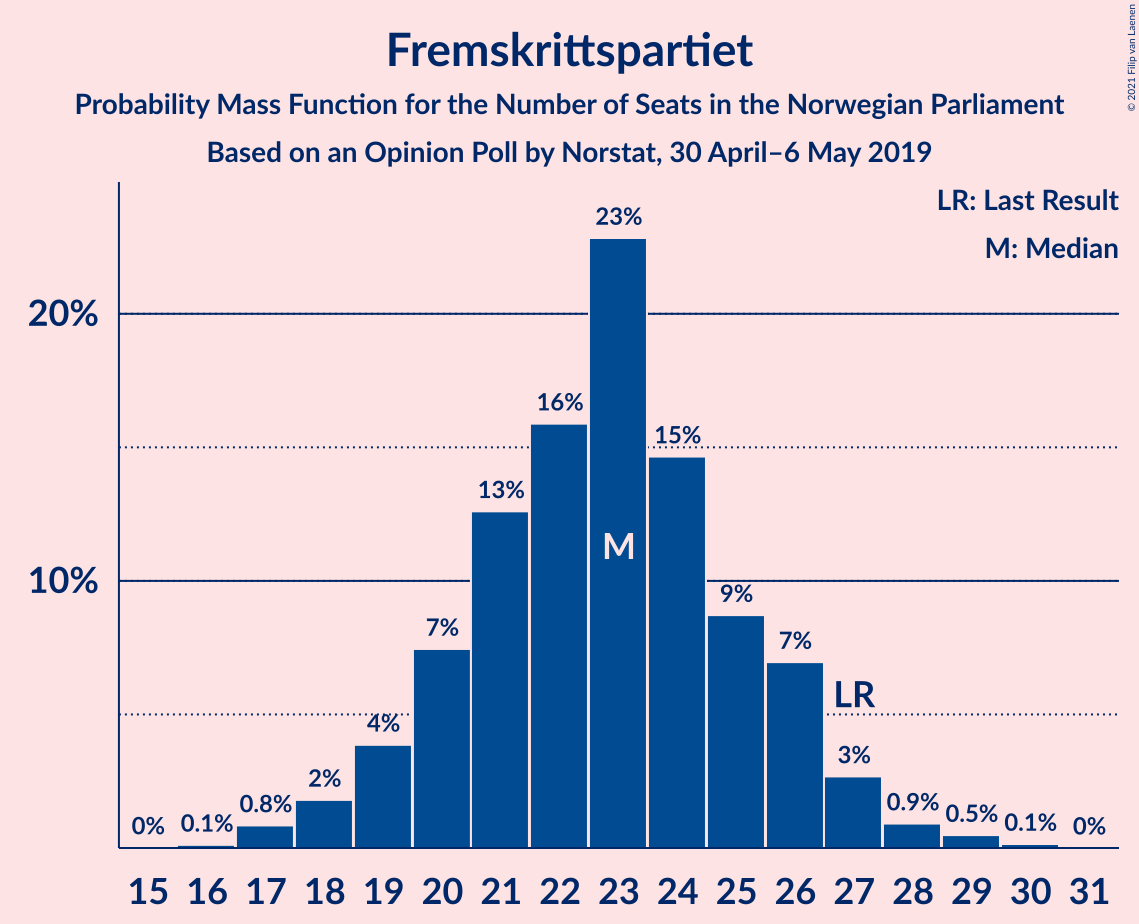 Fremskrittspartiet
Probability Mass Function for the Number of Seats in the Norwegian Parliament
Based on an Opinion Poll by Norstat, 30 April–6 May 2019
© 2021 Filip van Laenen
LR: Last Result
M: Median
20%
10%
0%
0.1%
0.8%
2%
4%
7%
13%
16%
23%
15%
9%
7%
3%
0.9%
0.5%
0.1%
0%
M
LR
15 16 17 18 19 20 21 22 23 24 25 26 27 28 29 30 31